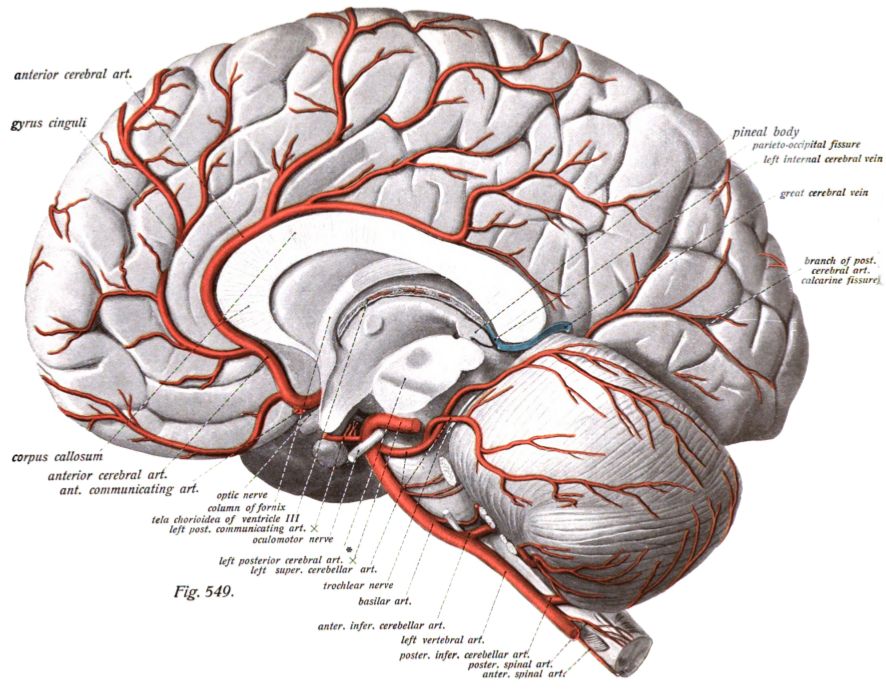 anterior cerebral art.
gyrus cinguli
pineal body
parieto-occipital fissure
left internal cerebral vein
great cerebral vein
branch of post.
cerebral art.
calcarine fissure)
corpus callosum
anterior cerebral art.
ant. communicating art.
optic nerve
column of fornix
tela chorioidea of ventricle III
left post. communicating art. ×
oculomotor nerve
*
left posterior cerebral art. ×
left super. cerebellar art.
trochlear nerve
basilar art.
Fig. 549.
anter. infer. cerebellar art.
left vertebral art.
poster. infer. cerebellar art.
poster. spinal art.
anter. spinal art.